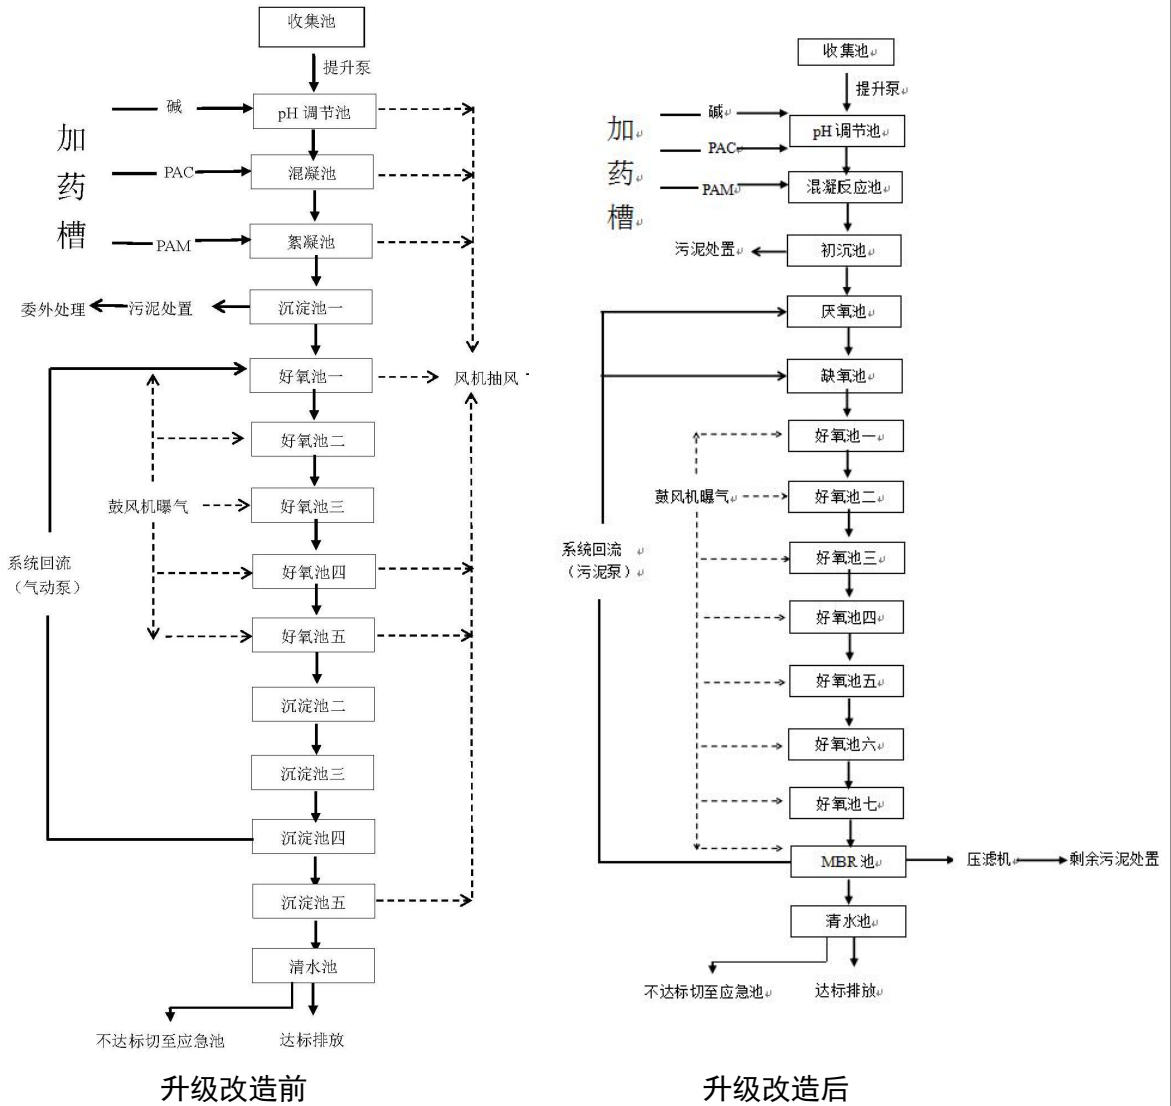 收集池
提升泵
加药槽
碱
pH 调节池
PAC
混凝池
PAM
絮凝池
委外处理
污泥处置
沉淀池一
好氧池一
风机抽风
好氧池二
鼓风机曝气
好氧池三
系统回流
（气动泵）
好氧池四
好氧池五
沉淀池二
沉淀池三
沉淀池四
沉淀池五
清水池
不达标切至应急池
达标排放
升级改造前
收集池
提升泵
加药槽
碱
pH 调节池
PAC
PAM
混凝反应池
污泥处置
初沉池
厌氧池
缺氧池
好氧池一
鼓风机曝气
好氧池二
系统回流
（污泥泵）
好氧池三
好氧池四
好氧池五
好氧池六
好氧池七
MBR 池
压滤机
剩余污泥处置
清水池
不达标切至应急池
达标排放
升级改造后